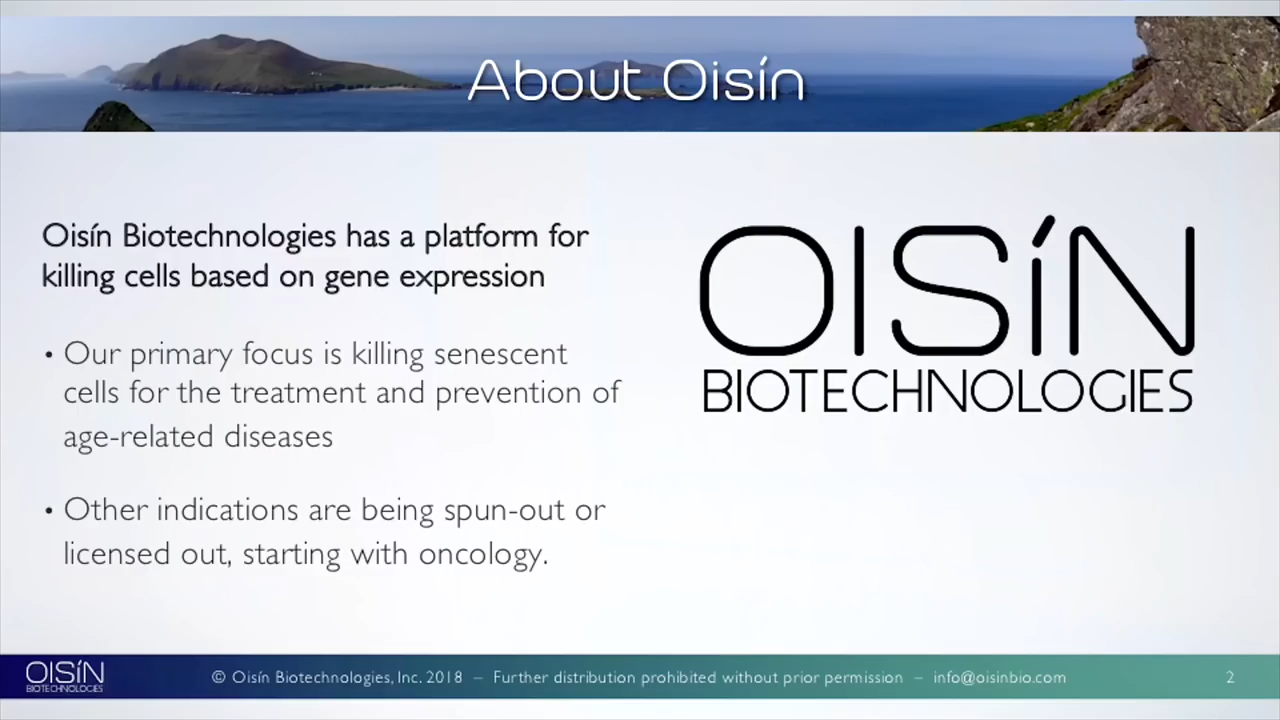 About Oisín
Oisín Biotechnologies has a platform for
killing cells based on gene expression
• Our primary focus is killing senescent
cells for the treatment and prevention of
age-related diseases
• Other indications are being spun-out or
licensed out, starting with oncology.
OISíN
BIOTECHNOLOGIES
OISíN
BIOTECHNOLOGIES
© Oisín Biotechnologies, Inc. 2018 – Further distribution prohibited without prior permission – info@oisinbio.com
2